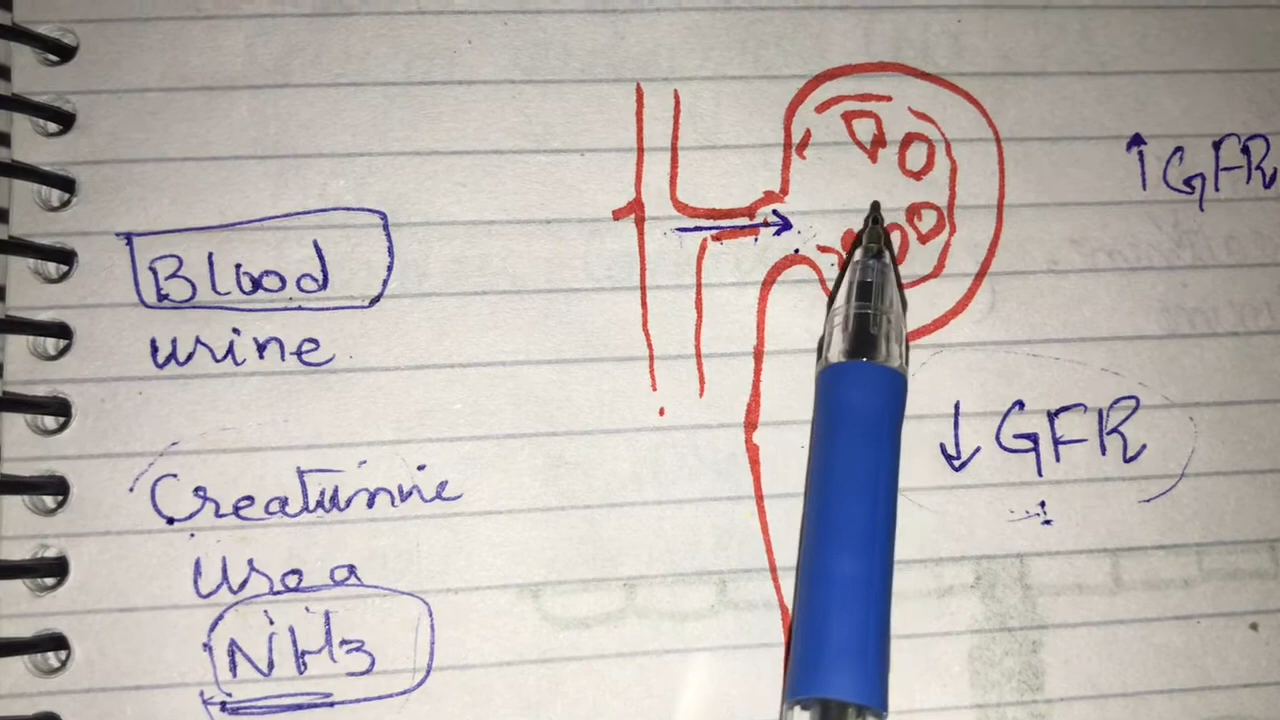 ↑ GFR
Blood
urine
↓ GFR
Creatinine
Urea
NH3